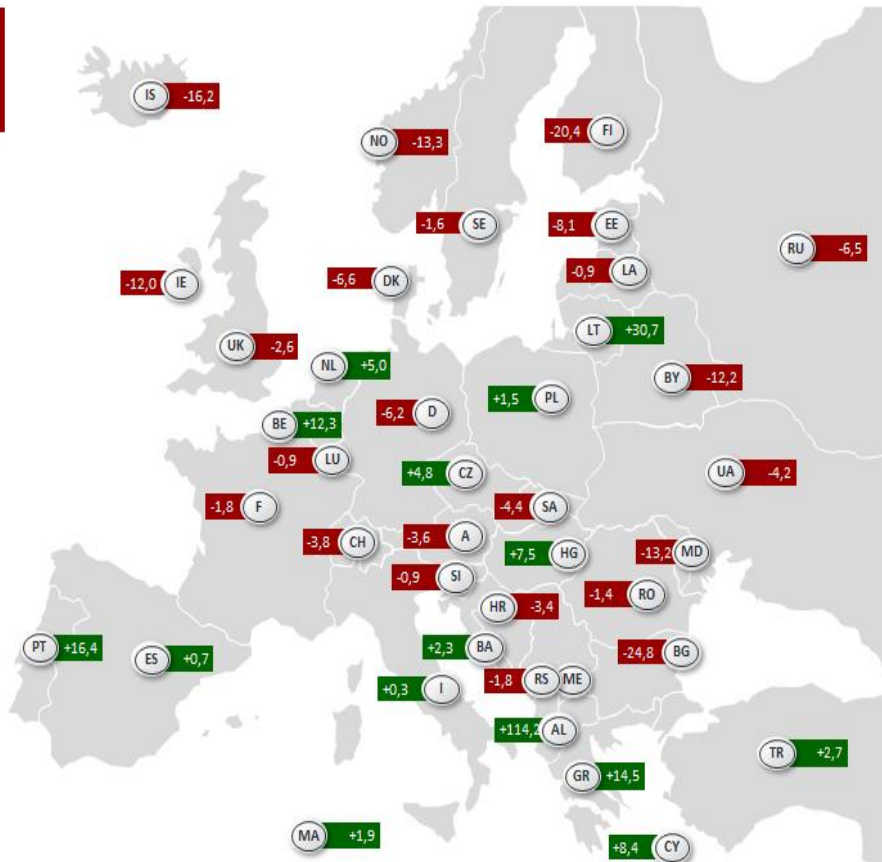 IS -16,2
NO -13,3
-20,4 FI
-1,6 SE
-8,1 EE
RU -6,5
-0,9 LA
-12,0 IE
-6,6 DK
LT +30,7
UK -2,6
NL +5,0
BY -12,2
+1,5 PL
-6,2 D
BE +12,3
-0,9 LU
+4,8 CZ
UA -4,2
-1,8 F
-4,4 SA
-3,6 A
-3,8 CH
+7,5 HG
-13,2 MD
-0,9 SI
-1,4 RO
HR -3,4
PT +16,4
+2,3 BA
-24,8 BG
ES +0,7
-1,8 RS ME
+0,3 I
+114,2 AL
TR +2,7
GR +14,5
MA +1,9
+8,4 CY